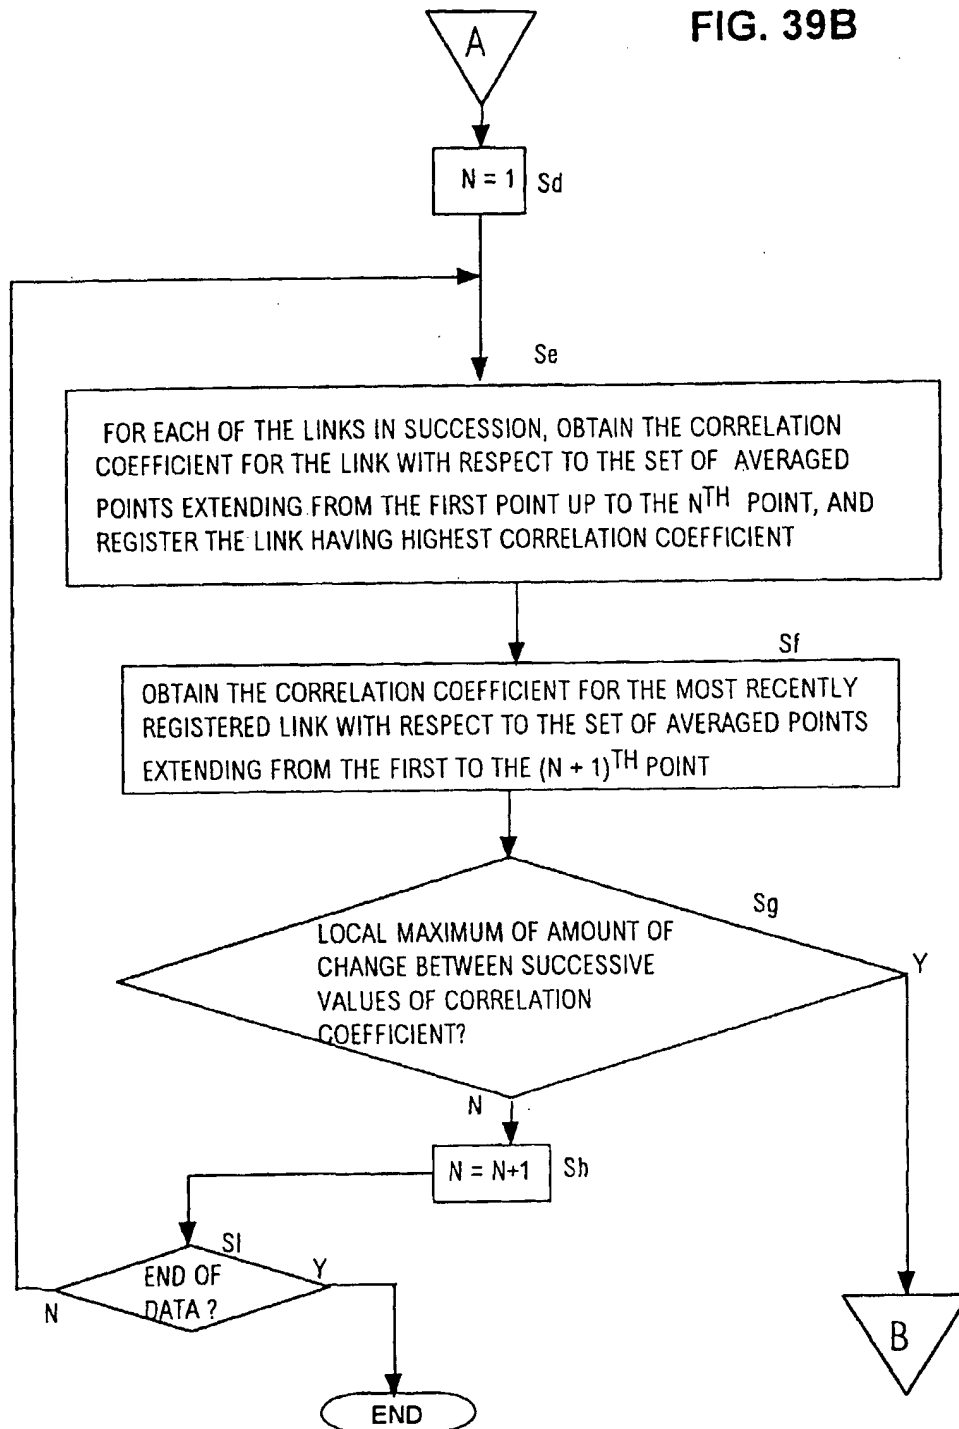 FIG. 39B
A
N = 1 Sd
Se
FOR EACH OF THE LINKS IN SUCCESSION, OBTAIN THE CORRELATION
COEFFICIENT FOR THE LINK WITH RESPECT TO THE SET OF AVERAGED
POINTS EXTENDING FROM THE FIRST POINT UP TO THE NTH POINT, AND
REGISTER THE LINK HAVING HIGHEST CORRELATION COEFFICIENT
Sf
OBTAIN THE CORRELATION COEFFICIENT FOR THE MOST RECENTLY
REGISTERED LINK WITH RESPECT TO THE SET OF AVERAGED POINTS
EXTENDING FROM THE FIRST TO THE (N + 1)TH POINT
Sg
LOCAL MAXIMUM OF AMOUNT OF
CHANGE BETWEEN SUCCESSIVE
VALUES OF CORRELATION
COEFFICIENT?
Y
N
N = N+1 Sh
SI
END OF
DATA ?
Y
N
B
END